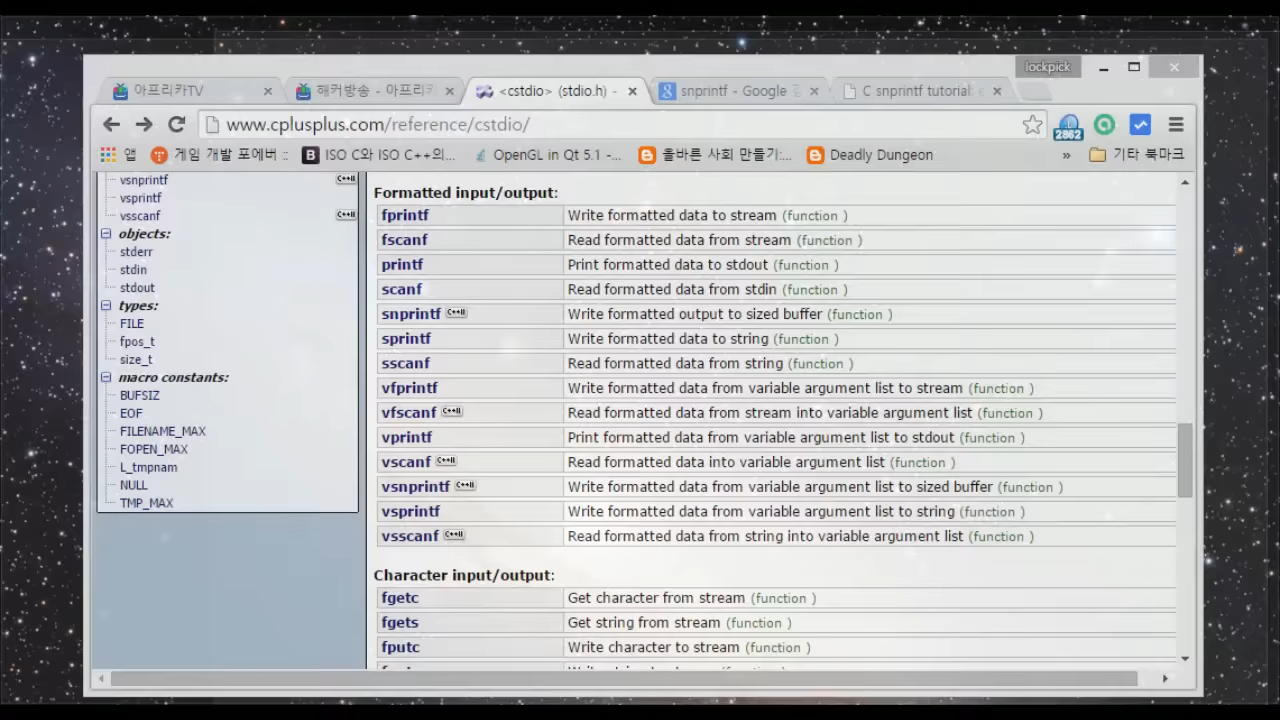 lockpick
아프리카TV
해커방송 - 아프리카
<cstdio> (stdio.h) -
snprintf - Google
C snprintf tutorial:
www.cplusplus.com/reference/cstdio/
2862
앱
게임 개발 포에버 ::
ISO C와 ISO C++의...
OpenGL in Qt 5.1 -...
올바른 사회 만들기:...
Deadly Dungeon
»
기타 북마크
vsnprintf C++11
vsprintf
vsscanf C++11
objects:
stderr
stdin
stdout
types:
FILE
fpos_t
size_t
macro constants:
BUFSIZ
EOF
FILENAME_MAX
FOPEN_MAX
L_tmpnam
NULL
TMP_MAX
Formatted input/output:
fprintf Write formatted data to stream (function )
fscanf Read formatted data from stream (function )
printf Print formatted data to stdout (function )
scanf Read formatted data from stdin (function )
snprintf C++11 Write formatted output to sized buffer (function )
sprintf Write formatted data to string (function )
sscanf Read formatted data from string (function )
vfprintf Write formatted data from variable argument list to stream (function )
vfscanf C++11 Read formatted data from stream into variable argument list (function )
vprintf Print formatted data from variable argument list to stdout (function )
vscanf C++11 Read formatted data into variable argument list (function )
vsnprintf C++11 Write formatted data from variable argument list to sized buffer (function )
vsprintf Write formatted data from variable argument list to string (function )
vsscanf C++11 Read formatted data from string into variable argument list (function )
Character input/output:
fgetc Get character from stream (function )
fgets Get string from stream (function )
fputc Write character to stream (function )